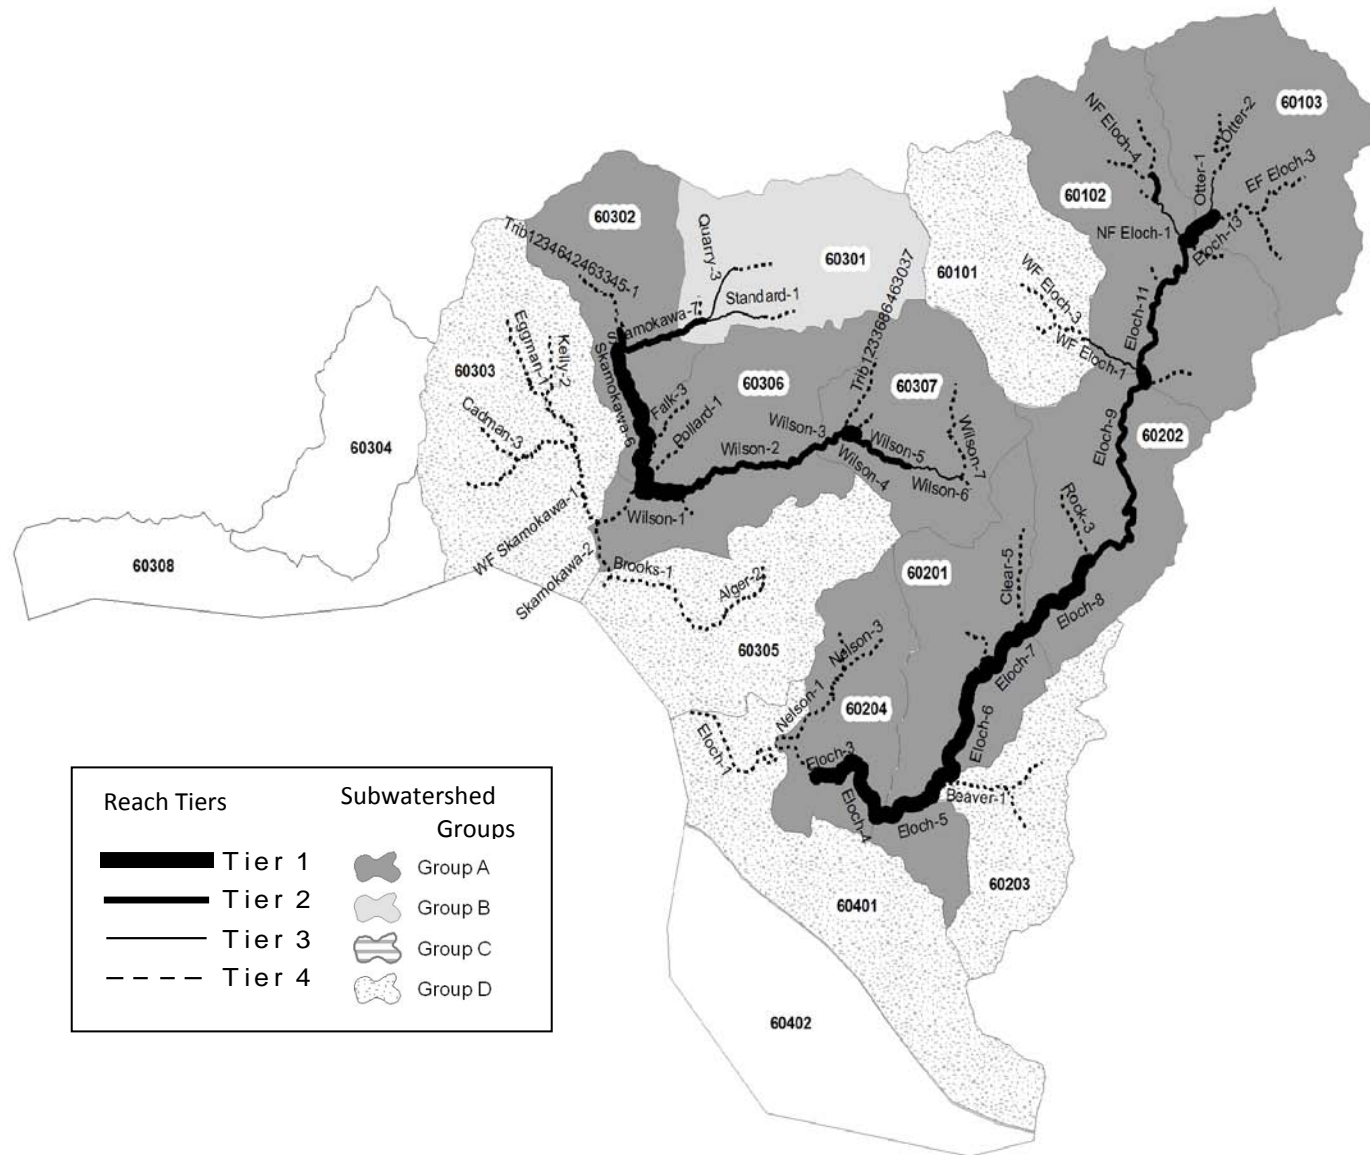 60103
NF Eloch-4
Otter-2
Otter-1
EF Eloch-3
60102
NF Eloch-1
Eloch-13
60302
Quarry-3
60301
Trib1233686463037
60101
Trib1234642463345-1
WF Eloch-3
Eloch-11
Standard-1
Skamokawa-7
WF Eloch-1
Eggman-1
Kelly-2
60303
Skamokawa-6
Falk-3
60306
60307
Pollard-1
Cadman-3
60304
Wilson-3
Wilson-5
Wilson-7
Eloch-9
60202
Wilson-2
Wilson-4
Wilson-6
Rock-3
Wilson-1
WF Skamokawa-1
60308
Skamokawa-2
Brooks-1
Alger-2
60201
Clear-5
Eloch-8
60305
Nelson-3
Eloch-7
Nelson-1
60204
Eloch-6
Eloch-1
Eloch-3
Beaver-1
Eloch-4
Eloch-5
60203
60401
60402
Reach Tiers
Subwatershed
Groups
Tier 1
Group A
Tier 2
Group B
Tier 3
Group C
Tier 4
Group D